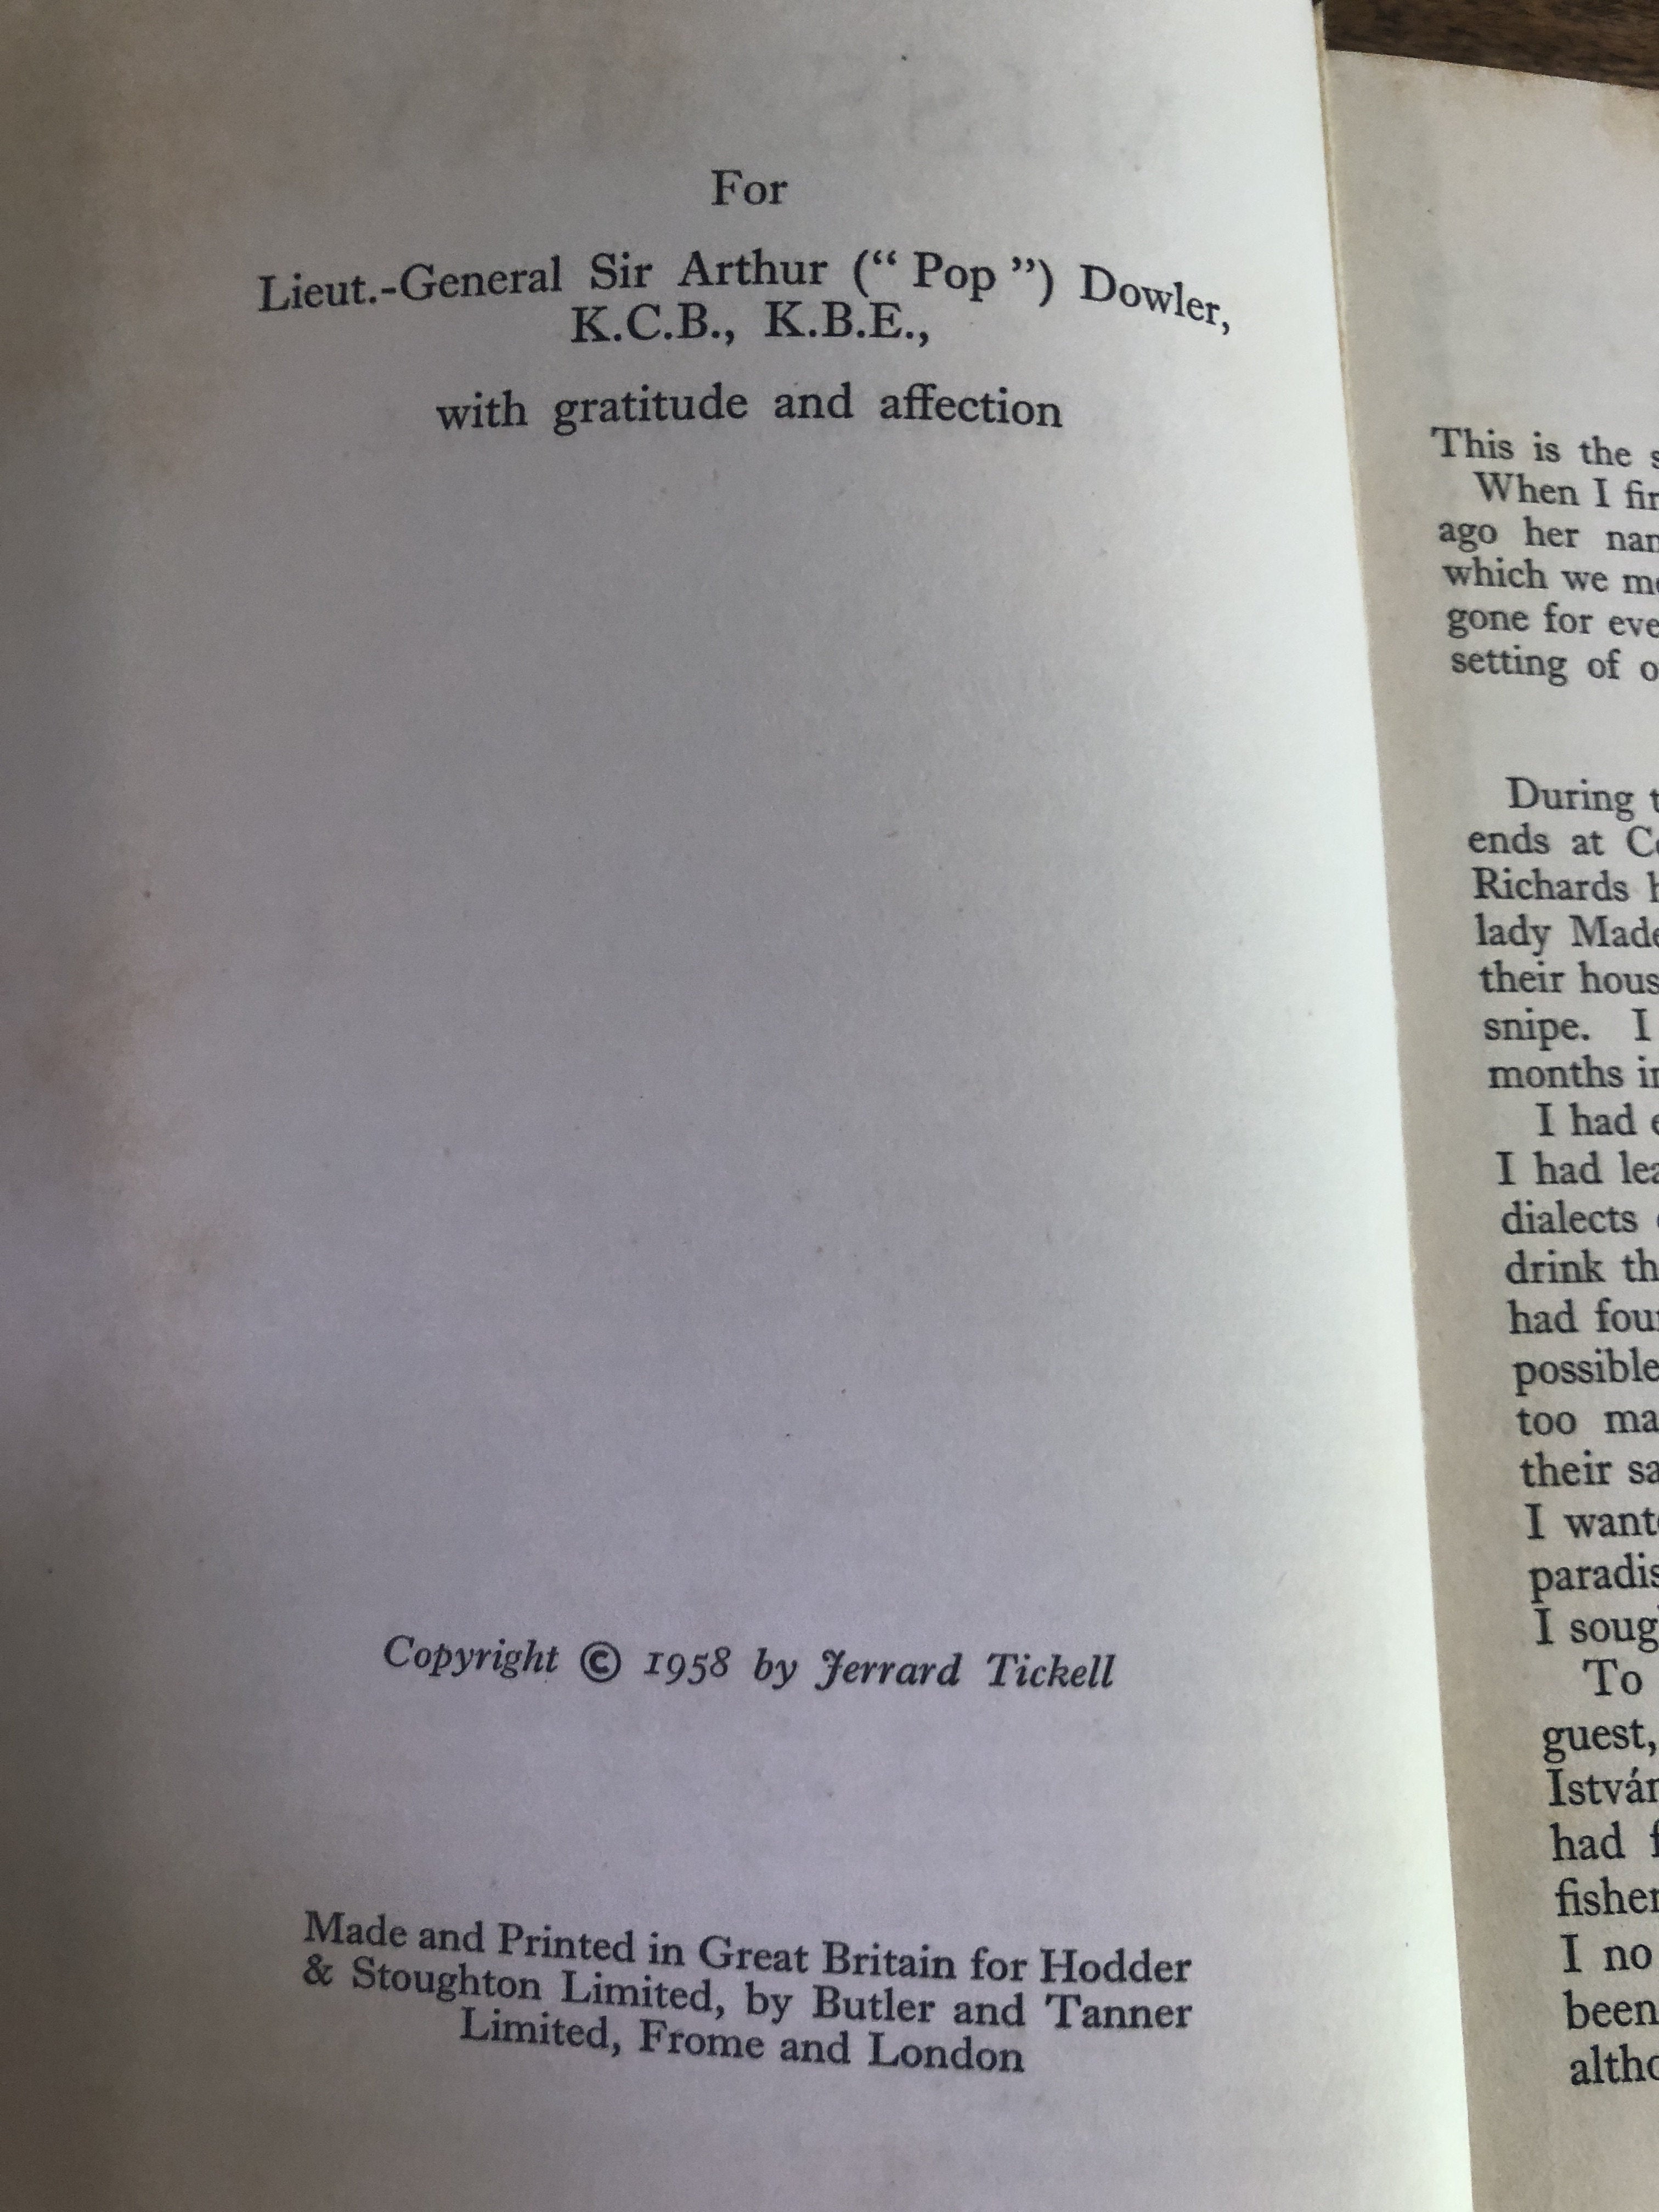 For
Lieut.-General Sir Arthur (“ Pop ”) Dowler,
K.C.B., K.B.E.,
with gratitude and affection
Copyright © 1958 by Jerrard Tickell
Made and Printed in Great Britain for Hodder
& Stoughton Limited, by Butler and Tanner
Limited, Frome and London
This is the
When I
ago her
which we
gone for
setting of
During
ends at
Richards
lady
their
snipe. I
months
I had
I had
dialects
drink
had
possible
too
their
I
paradis
I
To
guest,
had
I no
been